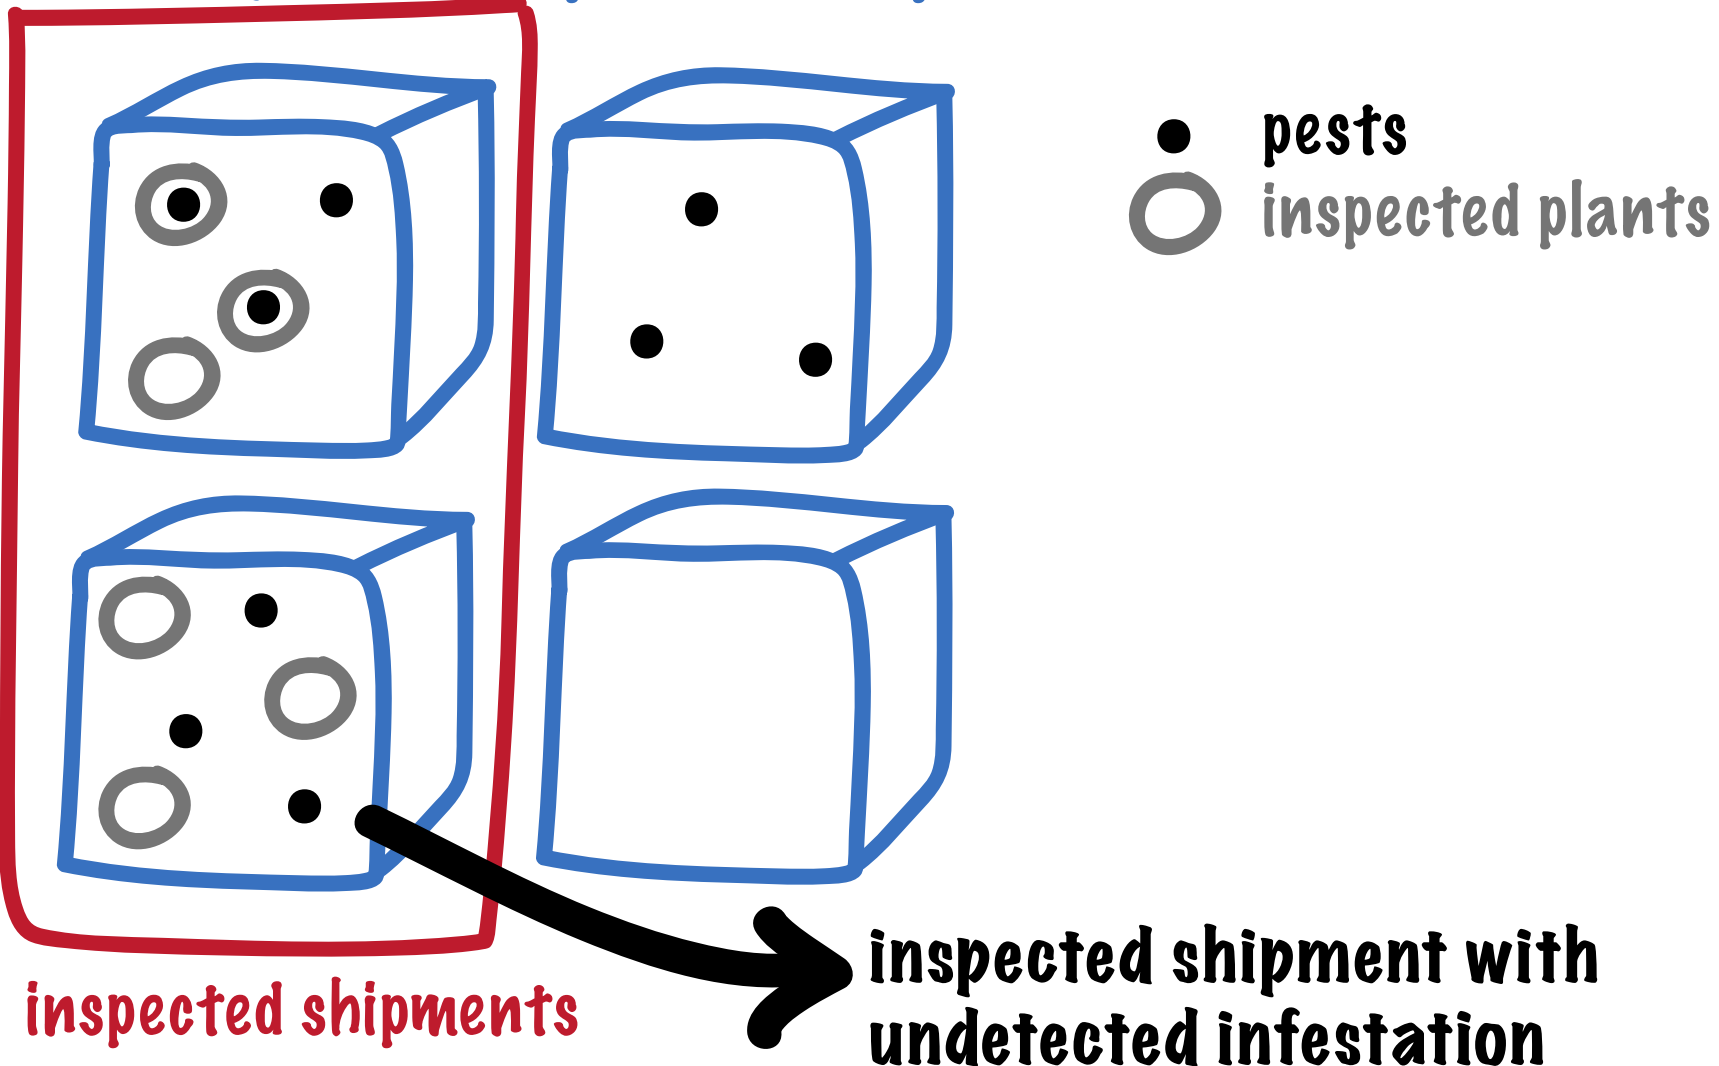 pests
inspected plants
inspected shipments
inspected shipment with
undetected infestation